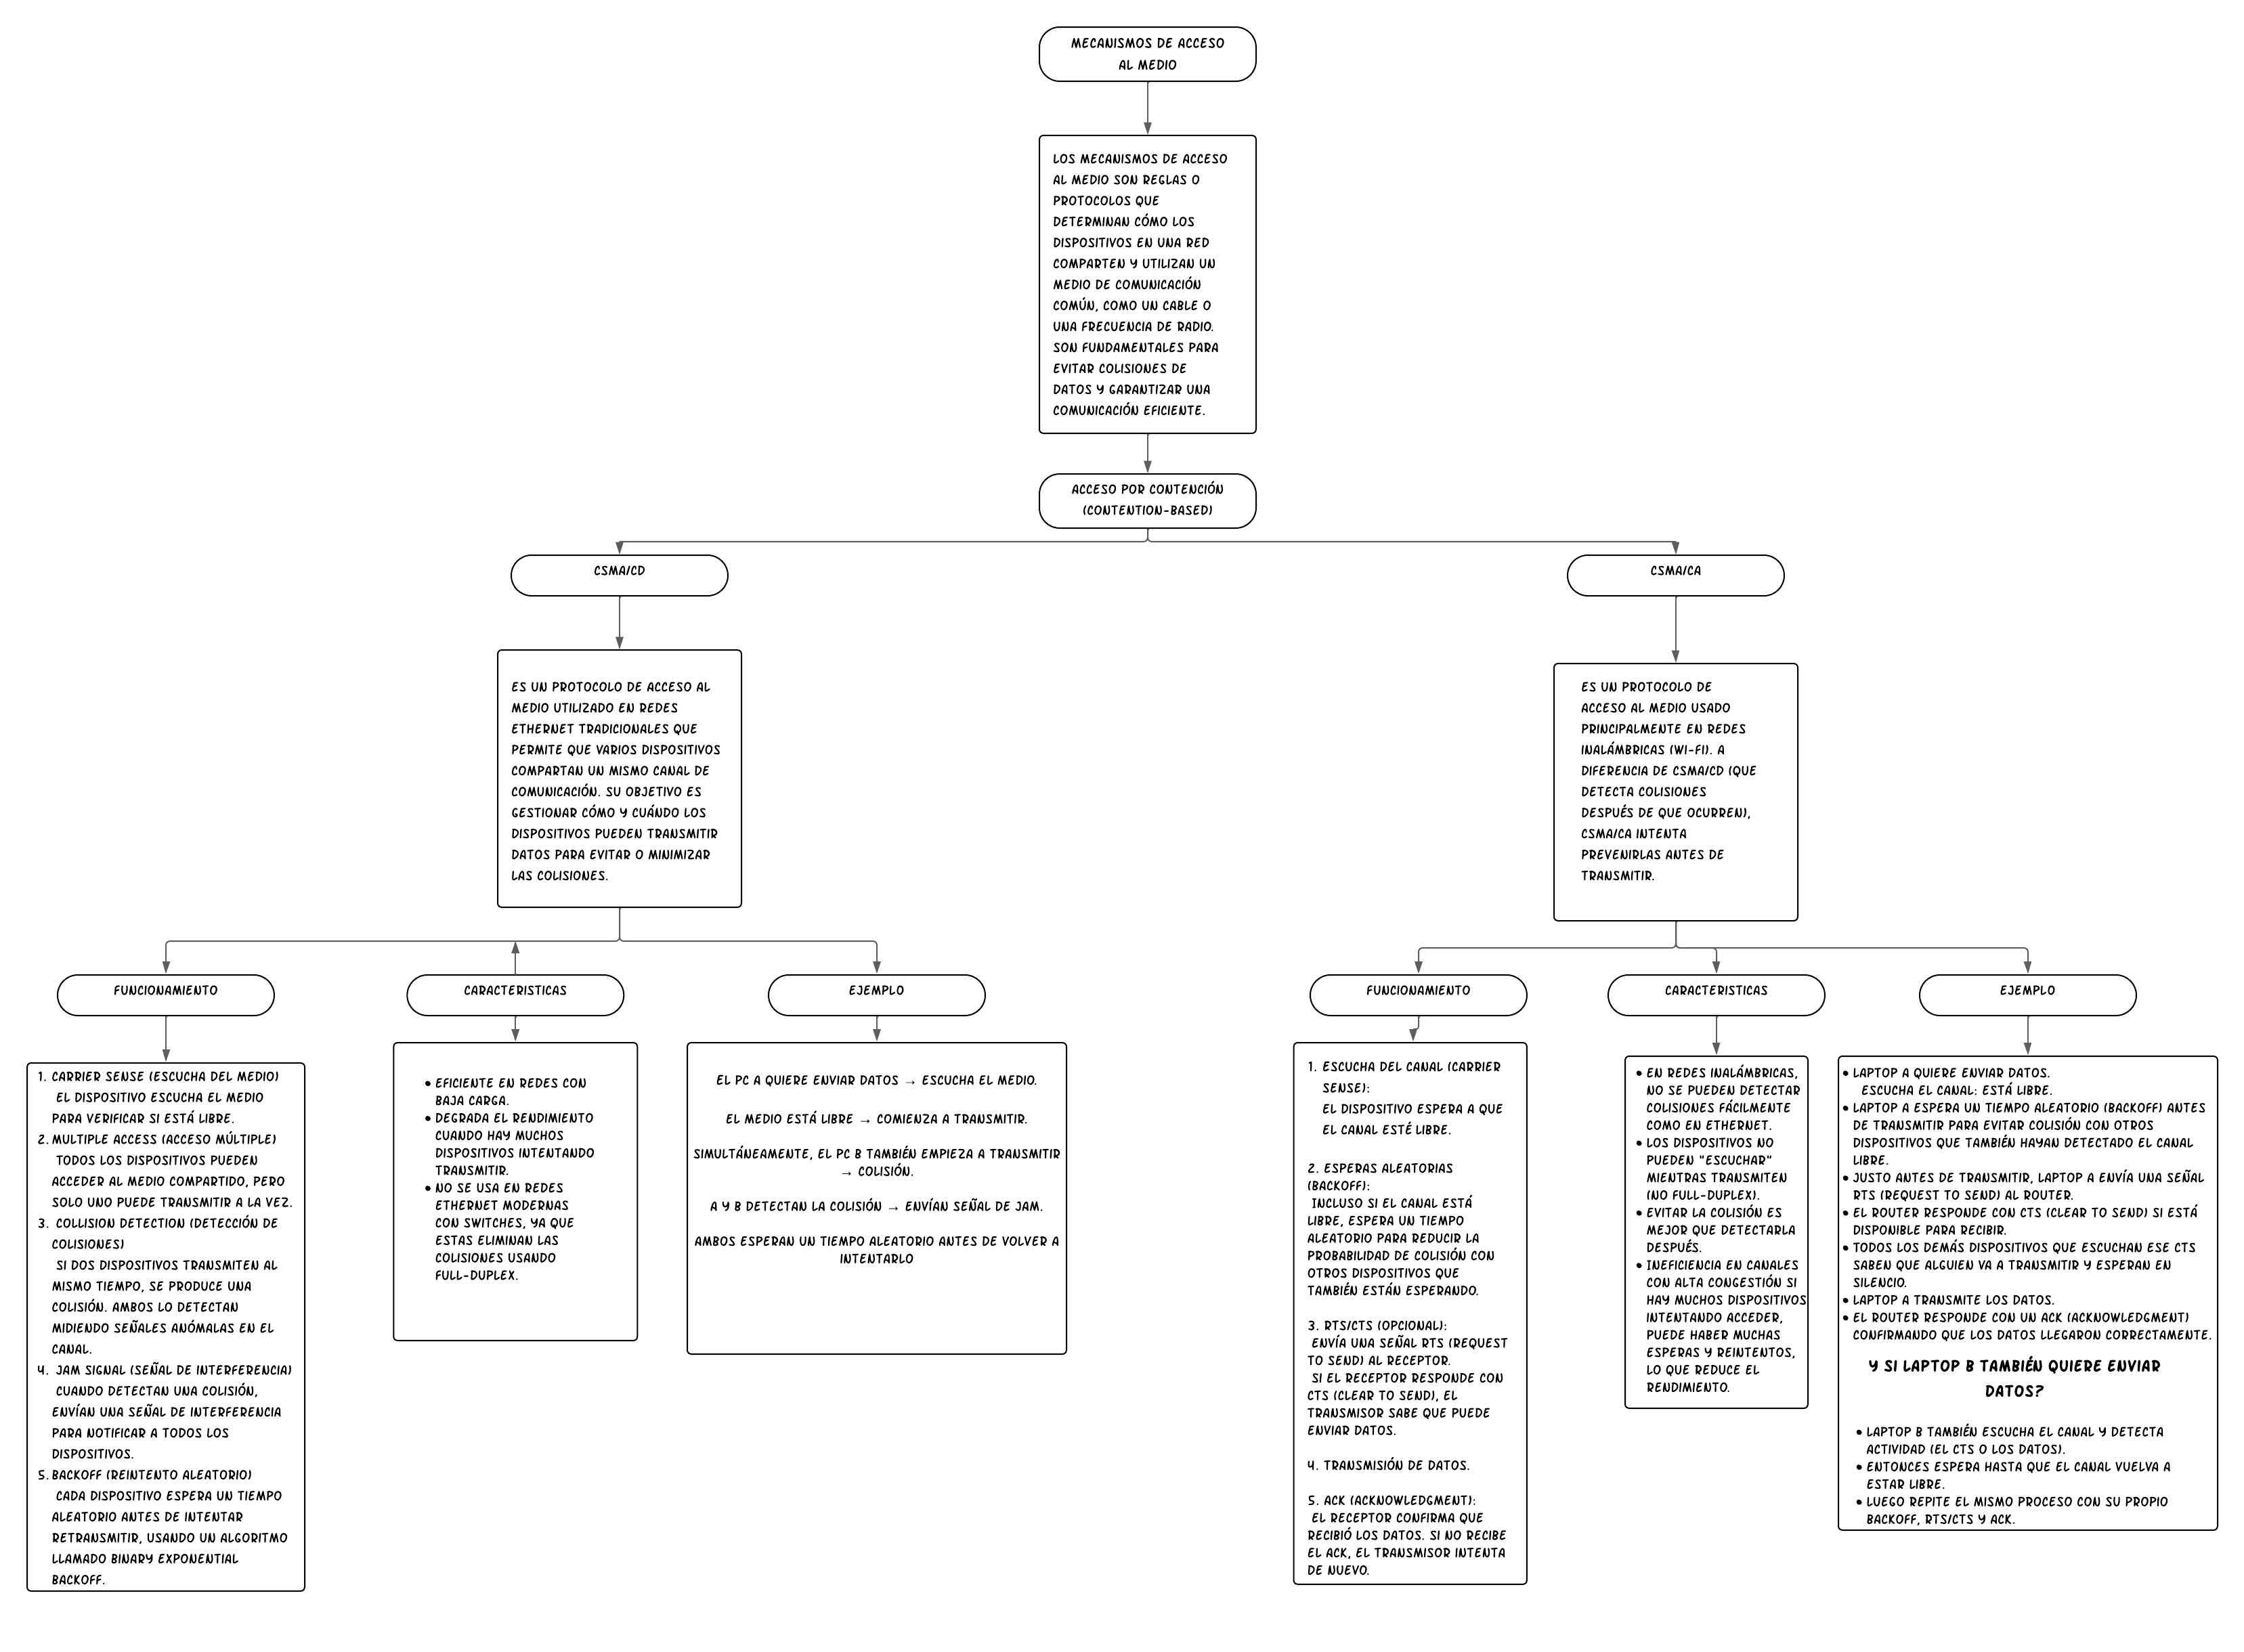 MECANISMOS DE ACCESO
AL MEDIO
LOS MECANISMOS DE ACCESO
AL MEDIO SON REGLAS O
PROTOCOLOS QUE
DETERMINAN CÓMO LOS
DISPOSITIVOS EN UNA RED
COMPARTEN Y UTILIZAN UN
MEDIO DE COMUNICACIÓN
COMÚN, COMO UN CABLE O
UNA FRECUENCIA DE RADIO.
SON FUNDAMENTALES PARA
EVITAR COLISIONES DE
DATOS Y GARANTIZAR UNA
COMUNICACIÓN EFICIENTE.
ACCESO POR CONTENCIÓN
(CONTENTION-BASED)
CSMA/CD
ES UN PROTOCOLO DE ACCESO AL
MEDIO UTILIZADO EN REDES
ETHERNET TRADICIONALES QUE
PERMITE QUE VARIOS DISPOSITIVOS
COMPARTAN UN MISMO CANAL DE
COMUNICACIÓN. SU OBJETIVO ES
GESTIONAR CÓMO Y CUÁNDO LOS
DISPOSITIVOS PUEDEN TRANSMITIR
DATOS PARA EVITAR O MINIMIZAR
LAS COLISIONES.
FUNCIONAMIENTO
1. CARRIER SENSE (ESCUCHA DEL MEDIO)
EL DISPOSITIVO ESCUCHA EL MEDIO
PARA VERIFICAR SI ESTÁ LIBRE.
2. MULTIPLE ACCESS (ACCESO MÚLTIPLE)
TODOS LOS DISPOSITIVOS PUEDEN
ACCEDER AL MEDIO COMPARTIDO, PERO
SOLO UNO PUEDE TRANSMITIR A LA VEZ.
3. COLLISION DETECTION (DETECCIÓN DE
COLISIONES)
SI DOS DISPOSITIVOS TRANSMITEN AL
MISMO TIEMPO, SE PRODUCE UNA
COLISIÓN. AMBOS LO DETECTAN
MIDIENDO SEÑALES ANÓMALAS EN EL
CANAL.
4. JAM SIGNAL (SEÑAL DE INTERFERENCIA)
CUANDO DETECTAN UNA COLISIÓN,
ENVÍAN UNA SEÑAL DE INTERFERENCIA
PARA NOTIFICAR A TODOS LOS
DISPOSITIVOS.
5. BACKOFF (REINTENTO ALEATORIO)
CADA DISPOSITIVO ESPERA UN TIEMPO
ALEATORIO ANTES DE INTENTAR
RETRANSMITIR, USANDO UN ALGORITMO
LLAMADO BINARY EXPONENTIAL
BACKOFF.
CARACTERISTICAS
• EFICIENTE EN REDES CON
BAJA CARGA.
• DEGRADA EL RENDIMIENTO
CUANDO HAY MUCHOS
DISPOSITIVOS INTENTANDO
TRANSMITIR.
• NO SE USA EN REDES
ETHERNET MODERNAS
CON SWITCHES, YA QUE
ESTAS ELIMINAN LAS
COLISIONES USANDO
FULL-DUPLEX.
EJEMPLO
EL PC A QUIERE ENVIAR DATOS → ESCUCHA EL MEDIO.
EL MEDIO ESTÁ LIBRE → COMIENZA A TRANSMITIR.
SIMULTÁNEAMENTE, EL PC B TAMBIÉN EMPIEZA A TRANSMITIR
→ COLISIÓN.
A Y B DETECTAN LA COLISIÓN → ENVÍAN SEÑAL DE JAM.
AMBOS ESPERAN UN TIEMPO ALEATORIO ANTES DE VOLVER A
INTENTARLO
CSMA/CA
ES UN PROTOCOLO DE
ACCESO AL MEDIO USADO
PRINCIPALMENTE EN REDES
INALÁMBRICAS (WI-FI). A
DIFERENCIA DE CSMA/CD (QUE
DETECTA COLISIONES
DESPUÉS DE QUE OCURREN),
CSMA/CA INTENTA
PREVENIRLAS ANTES DE
TRANSMITIR.
FUNCIONAMIENTO
1. ESCUCHA DEL CANAL (CARRIER
SENSE):
EL DISPOSITIVO ESPERA A QUE
EL CANAL ESTÉ LIBRE.
2. ESPERAS ALEATORIAS
(BACKOFF):
INCLUSO SI EL CANAL ESTÁ
LIBRE, ESPERA UN TIEMPO
ALEATORIO PARA REDUCIR LA
PROBABILIDAD DE COLISIÓN CON
OTROS DISPOSITIVOS QUE
TAMBIÉN ESTÁN ESPERANDO.
3. RTS/CTS (OPCIONAL):
ENVÍA UNA SEÑAL RTS (REQUEST
TO SEND) AL RECEPTOR.
SI EL RECEPTOR RESPONDE CON
CTS (CLEAR TO SEND), EL
TRANSMISOR SABE QUE PUEDE
ENVIAR DATOS.
4. TRANSMISIÓN DE DATOS.
5. ACK (ACKNOWLEDGMENT):
EL RECEPTOR CONFIRMA QUE
RECIBIÓ LOS DATOS. SI NO RECIBE
EL ACK, EL TRANSMISOR INTENTA
DE NUEVO.
CARACTERISTICAS
• EN REDES INALÁMBRICAS,
NO SE PUEDEN DETECTAR
COLISIONES FÁCILMENTE
COMO EN ETHERNET.
• LOS DISPOSITIVOS NO
PUEDEN "ESCUCHAR"
MIENTRAS TRANSMITEN
(NO FULL-DUPLEX).
• EVITAR LA COLISIÓN ES
MEJOR QUE DETECTARLA
DESPUÉS.
• INEFICIENCIA EN CANALES
CON ALTA CONGESTIÓN SI
HAY MUCHOS DISPOSITIVOS
INTENTANDO ACCEDER,
PUEDE HABER MUCHAS
ESPERAS Y REINTENTOS,
LO QUE REDUCE EL
RENDIMIENTO.
EJEMPLO
• LAPTOP A QUIERE ENVIAR DATOS.
ESCUCHA EL CANAL: ESTÁ LIBRE.
• LAPTOP A ESPERA UN TIEMPO ALEATORIO (BACKOFF) ANTES
DE TRANSMITIR PARA EVITAR COLISIÓN CON OTROS
DISPOSITIVOS QUE TAMBIÉN HAYAN DETECTADO EL CANAL
LIBRE.
• JUSTO ANTES DE TRANSMITIR, LAPTOP A ENVÍA UNA SEÑAL
RTS (REQUEST TO SEND) AL ROUTER.
• EL ROUTER RESPONDE CON CTS (CLEAR TO SEND) SI ESTÁ
DISPONIBLE PARA RECIBIR.
• TODOS LOS DEMÁS DISPOSITIVOS QUE ESCUCHAN ESE CTS
SABEN QUE ALGUIEN VA A TRANSMITIR Y ESPERAN EN
SILENCIO.
• LAPTOP A TRANSMITE LOS DATOS.
• EL ROUTER RESPONDE CON UN ACK (ACKNOWLEDGMENT)
CONFIRMANDO QUE LOS DATOS LLEGARON CORRECTAMENTE.
Y SI LAPTOP B TAMBIÉN QUIERE ENVIAR
DATOS?
• LAPTOP B TAMBIÉN ESCUCHA EL CANAL Y DETECTA
ACTIVIDAD (EL CTS O LOS DATOS).
• ENTONCES ESPERA HASTA QUE EL CANAL VUELVA A
ESTAR LIBRE.
• LUEGO REPITE EL MISMO PROCESO CON SU PROPIO
BACKOFF, RTS/CTS Y ACK.